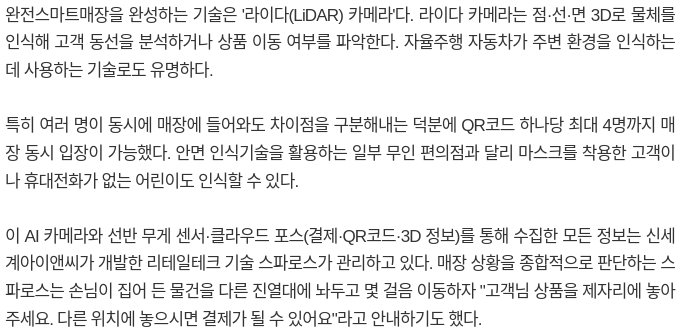 완전스마트매장을 완성하는 기술은 '라이다(LiDAR) 카메라'다. 라이다 카메라는 점·선·면 3D로 물체를
인식해 고객 동선을 분석하거나 상품 이동 여부를 파악한다. 자율주행 자동차가 주변 환경을 인식하는
데 사용하는 기술로도 유명하다.
특히 여러 명이 동시에 매장에 들어와도 차이점을 구분해내는 덕분에 QR코드 하나당 최대 4명까지 매
장 동시 입장이 가능했다. 안면 인식기술을 활용하는 일부 무인 편의점과 달리 마스크를 착용한 고객이
나 휴대전화가 없는 어린이도 인식할 수 있다.
이 AI 카메라와 선반 무게 센서·클라우드 포스(결제·QR코드·3D 정보)를 통해 수집한 모든 정보는 신세
계아이앤씨가 개발한 리테일테크 기술 스파로스가 관리하고 있다. 매장 상황을 종합적으로 판단하는 스
파로스는 손님이 집어 든 물건을 다른 진열대에 놔두고 몇 걸음 이동하자 "고객님 상품을 제자리에 놓아
주세요. 다른 위치에 놓으시면 결제가 될 수 있어요"라고 안내하기도 했다.